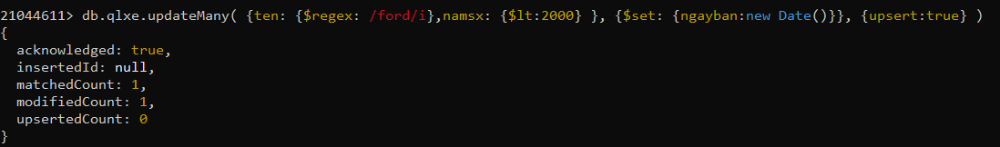 21044611> db.qlxe.updateMany( {ten: {$regex: /ford/i},namsx: {$lt:2000} }, {$set: {ngayban:new Date()}}, {upsert:true} )
{
  acknowledged: true,
  insertedId: null,
  matchedCount: 1,
  modifiedCount: 1,
  upsertedCount: 0
}